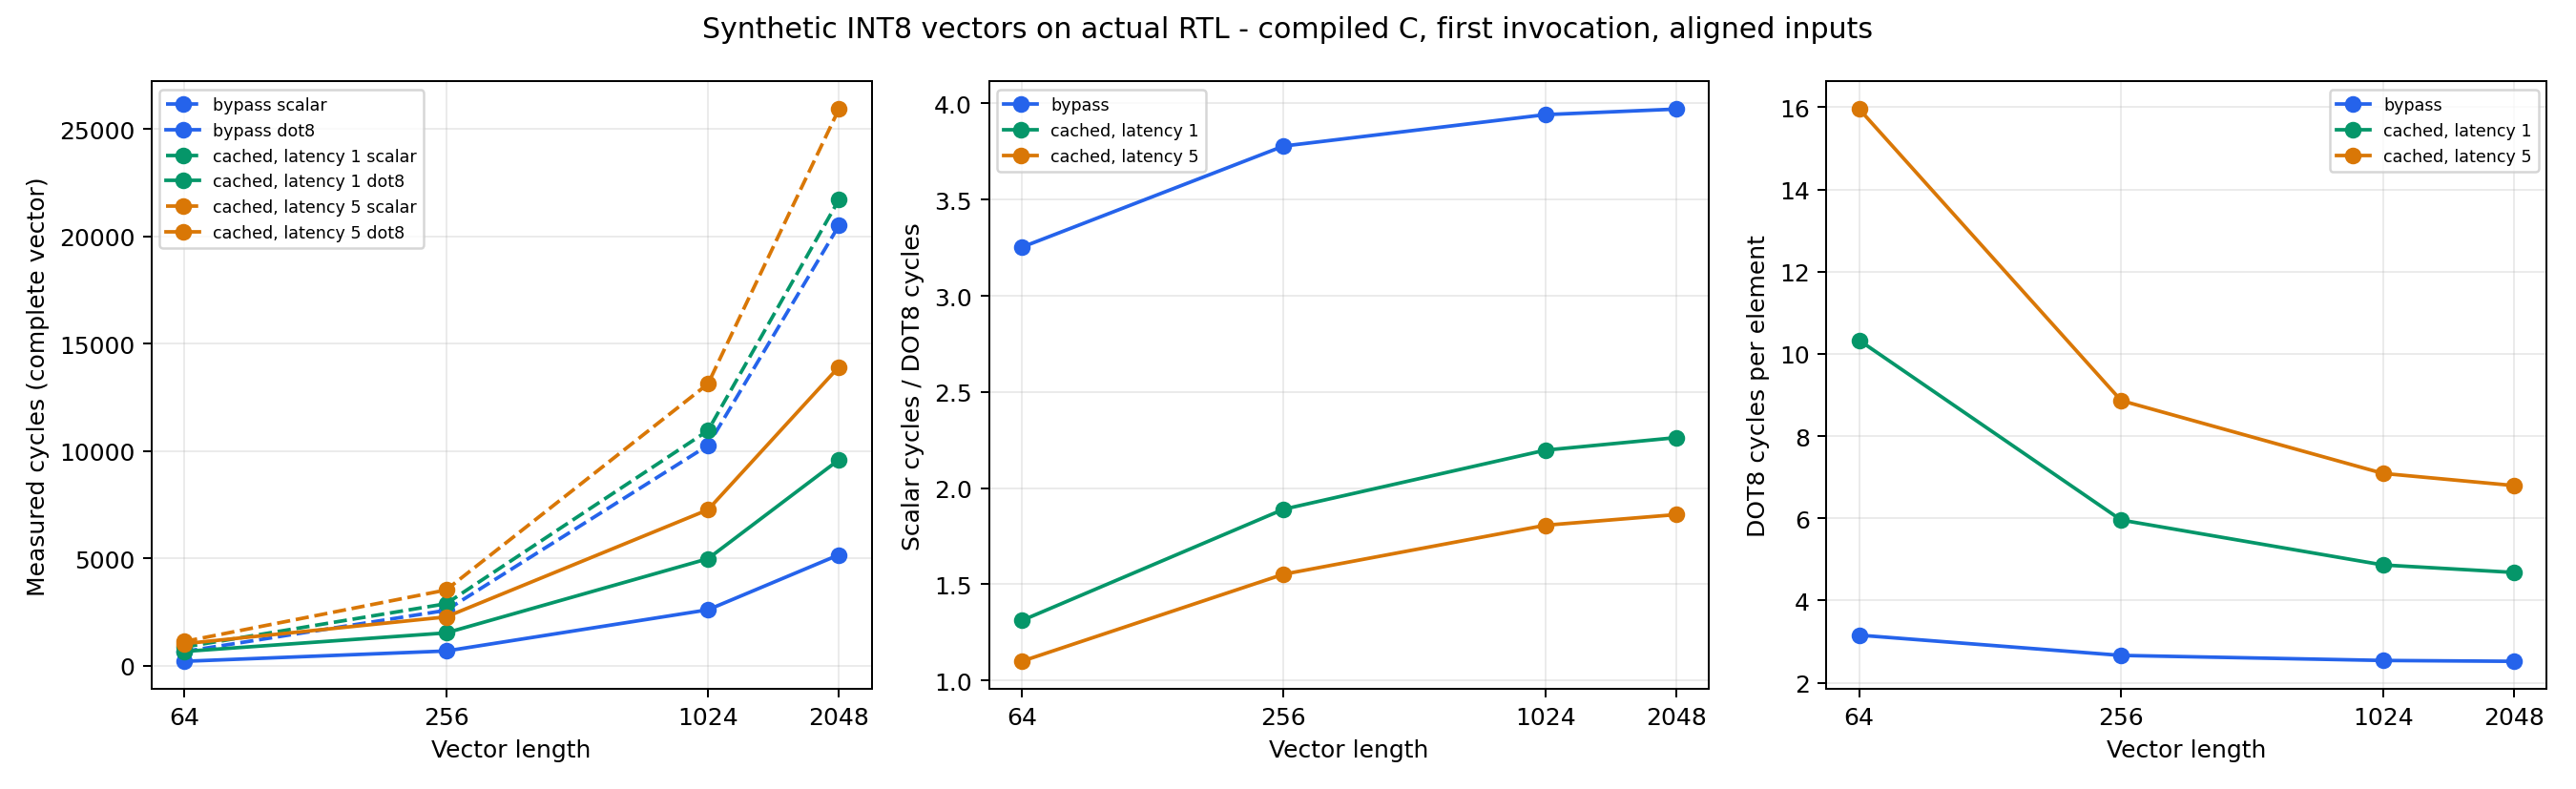 Synthetic INT8 vectors on actual RTL - compiled C, first invocation, aligned inputs
Measured cycles (complete vector)
25000
20000
15000
10000
5000
0
bypass scalar
bypass dot8
cached, latency 1 scalar
cached, latency 1 dot8
cached, latency 5 scalar
cached, latency 5 dot8
64 256 1024 2048
Vector length
Scalar cycles / DOT8 cycles
4.0
3.5
3.0
2.5
2.0
1.5
1.0
bypass
cached, latency 1
cached, latency 5
64 256 1024 2048
Vector length
DOT8 cycles per element
16
14
12
10
8
6
4
2
bypass
cached, latency 1
cached, latency 5
64 256 1024 2048
Vector length